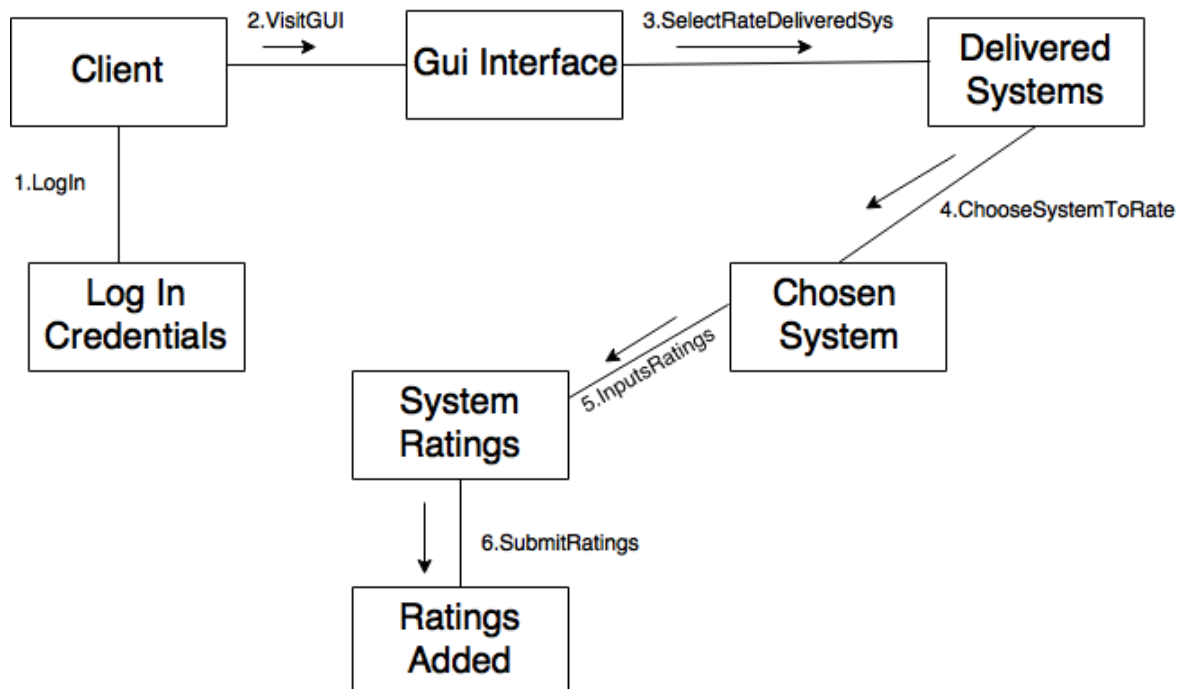 2.VisitGUI
3.SelectRateDeliveredSys
Client
Gui Interface
Delivered
Systems
1.LogIn
4.ChooseSystemToRate
Log In
Credentials
Chosen
System
5.InputsRatings
System
Ratings
6.SubmitRatings
Ratings
Added